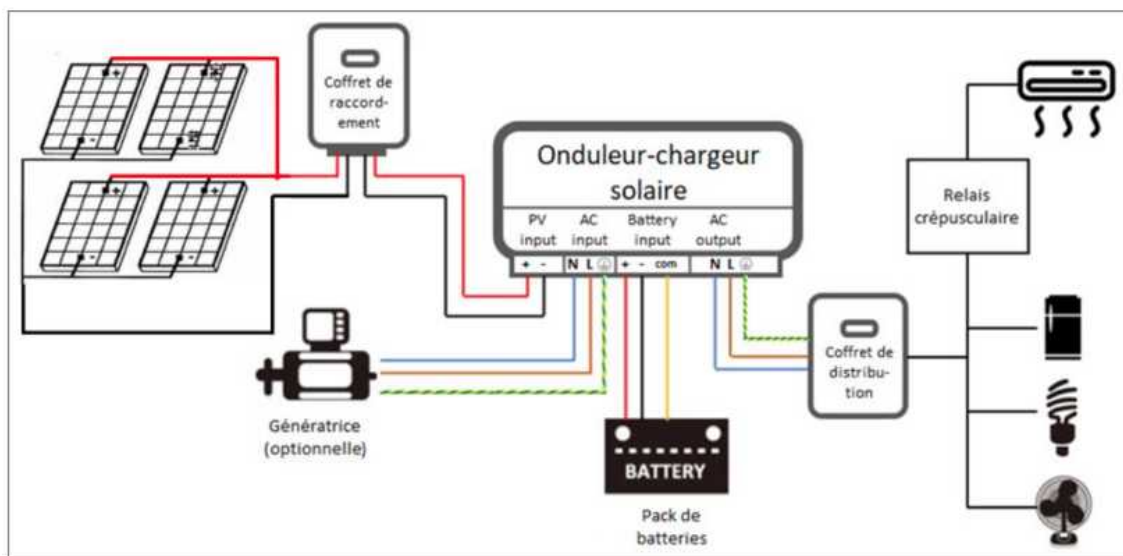 Coffret de
raccord-
ement
Onduleur-chargeur
solaire
PV
input
AC
input
Battery
input
AC
output
+ -
N L
+ - com
N L
+
-
+
-
+
-
Relais
crépusculaire
Coffret de
distribu-
tion
Génératrice
(optionnelle)
BATTERY
Pack de
batteries